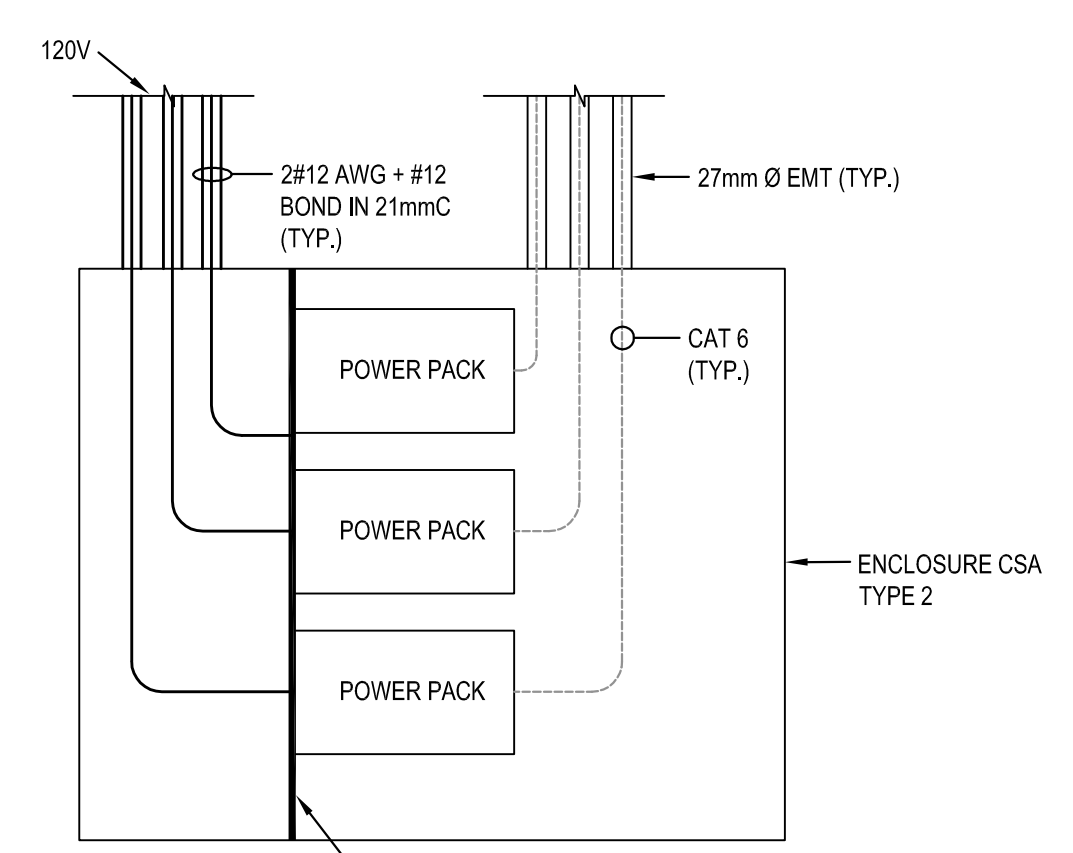 120V
2#12 AWG + #12
BOND IN 21mmC
(TYP.)
27mm Ø EMT (TYP.)
POWER PACK
CAT 6
(TYP.)
POWER PACK
ENCLOSURE CSA
TYPE 2
POWER PACK